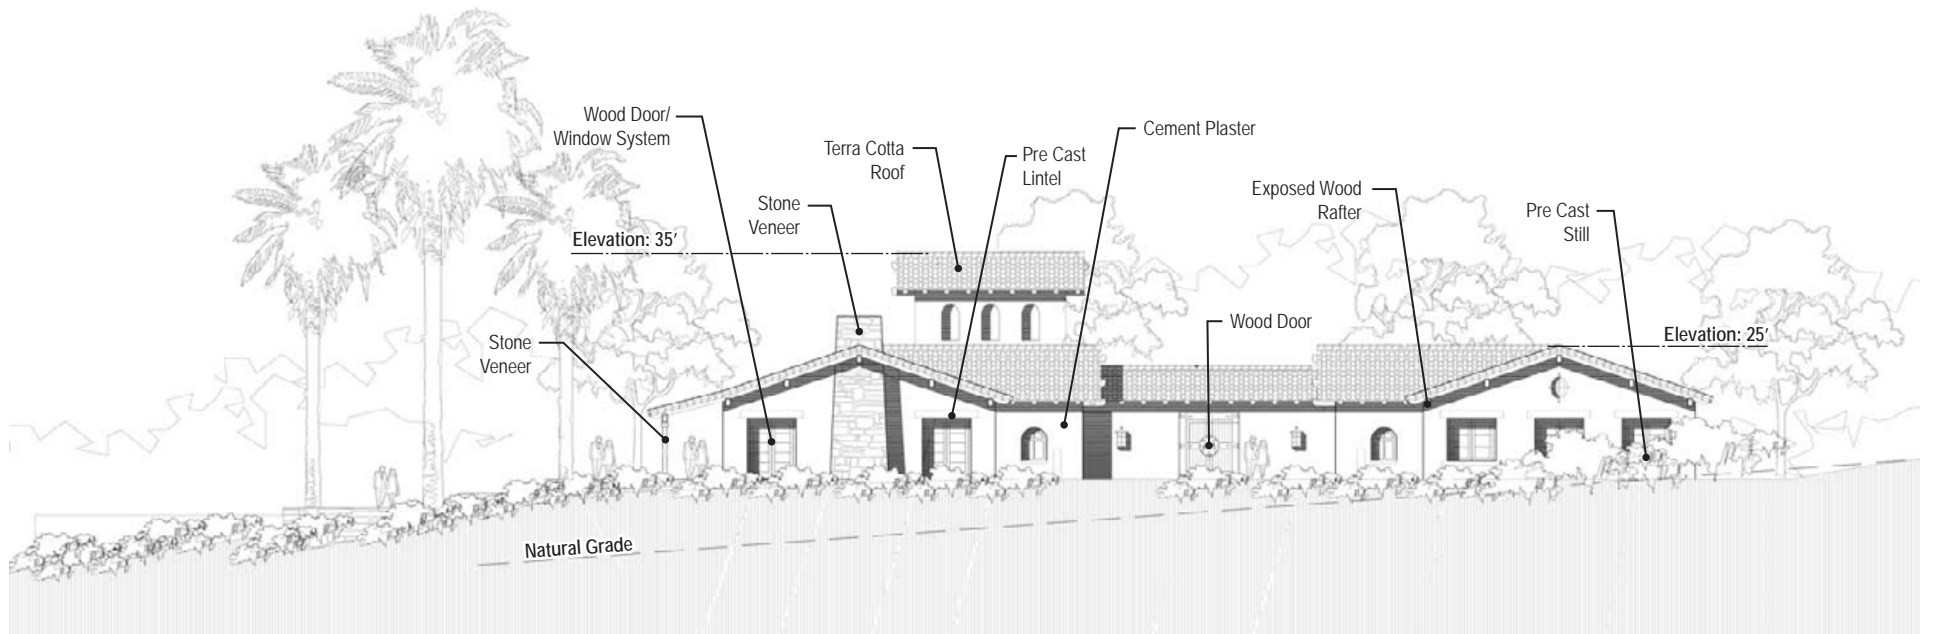 Wood Door/
Window System
Terra Cotta
Roof
Pre Cast
Lintel
Cement Plaster
Stone
Veneer
Exposed Wood
Rafter
Pre Cast
Still
Elevation: 35'
Wood Door
Elevation: 25'
Stone
Veneer
Natural Grade